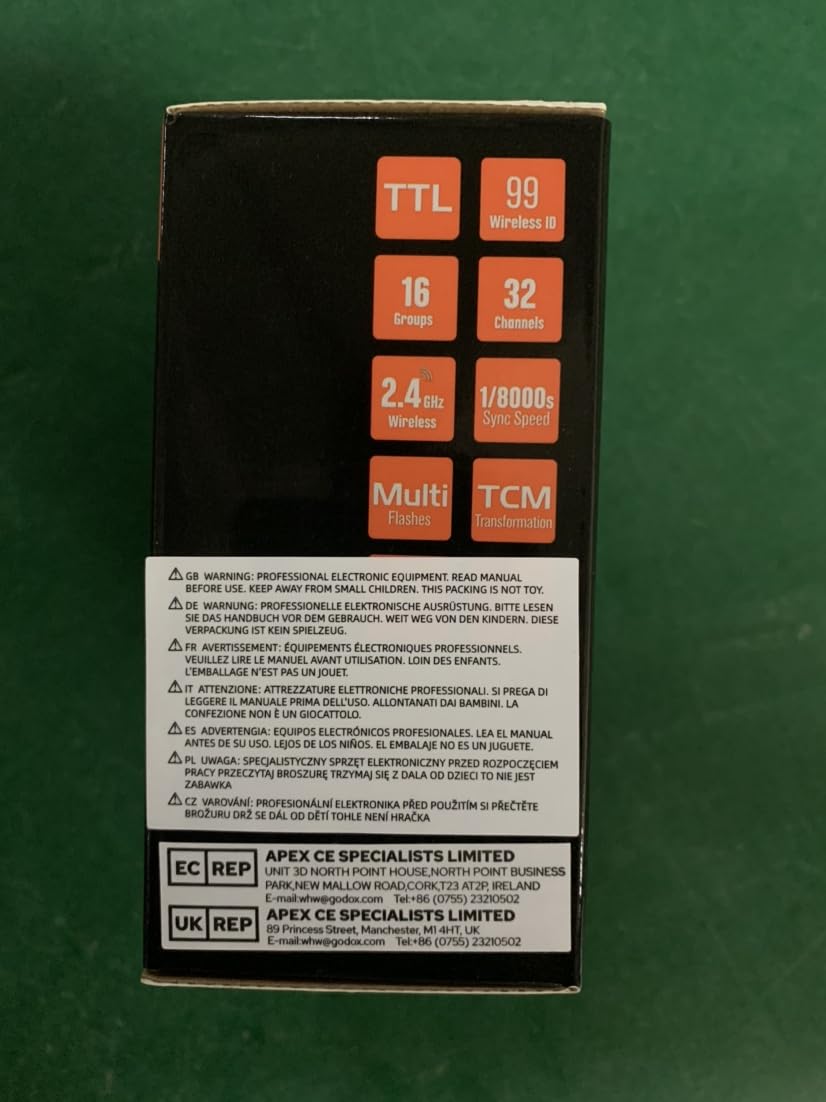 TTL
99
Wireless ID
16
Groups
32
Channels
2.4GHz
Wireless
1/8000s
Sync Speed
Multi
Flashes
TCM
Transformation
GB WARNING: PROFESSIONAL ELECTRONIC EQUIPMENT. READ MANUAL
BEFORE USE. KEEP AWAY FROM SMALL CHILDREN. THIS PACKING IS NOT TOY.
DE WARNUNG: PROFESSIONELLE ELEKTRONISCHE AUSRÜSTUNG. BITTE LESEN
SIE DAS HANDBUCH VOR DEM GEBRAUCH. WEIT WEG VON DEN KINDERN. DIESE
VERPACKUNG IST KEIN SPIELZEUG.
FR AVERTISSEMENT: ÉQUIPEMENTS ÉLECTRONIQUES PROFESSIONNELS.
VEUILLEZ LIRE LE MANUEL AVANT UTILISATION. LOIN DES ENFANTS.
L'EMBALLAGE N'EST PAS UN JOUET.
IT ATTENZIONE: ATTREZZATURE ELETTRONICHE PROFESSIONALI. SI PREGA DI
LEGGERE IL MANUALE PRIMA DELL'USO. ALLONTANATI DAI BAMBINI. LA
CONFEZIONE NON È UN GIOCATTOLO.
ES ADVERTENGIA: EQUIPOS ELECTRÓNICOS PROFESIONALES. LEA EL MANUAL
ANTES DE SU USO. LEJOS DE LOS NIÑOS. EL EMBALAJE NO ES UN JUGUETE.
PL UWAGA: SPECJALISTYCZNY SPRZĘT ELEKTRONICZNY PRZED ROZPOCZĘCIEM
PRACY PRZECZYTAJ BROSZURĘ TRZYMAJ SIĘ Z DALA OD DZIECI TO NIE JEST
ZABAWKA
CZ VAROVÁNÍ: PROFESIONÁLNÍ ELEKTRONIKA PŘED POUŽITÍM SI PŘEČTĚTE
BROŽURU DRŽ SE DÁL OD DĚTÍ TOHLE NENÍ HRAČKA
EC REP
APEX CE SPECIALISTS LIMITED
UNIT 3D NORTH POINT HOUSE,NORTH POINT BUSINESS
PARK,NEW MALLOW ROAD,CORK,T23 AT2P, IRELAND
E-mail:whw@godox.com Tel:+86 (0755) 23210502
UK REP
APEX CE SPECIALISTS LIMITED
89 Princess Street, Manchester, M1 4HT, UK
E-mail:whw@godox.com Tel:+86 (0755) 23210502